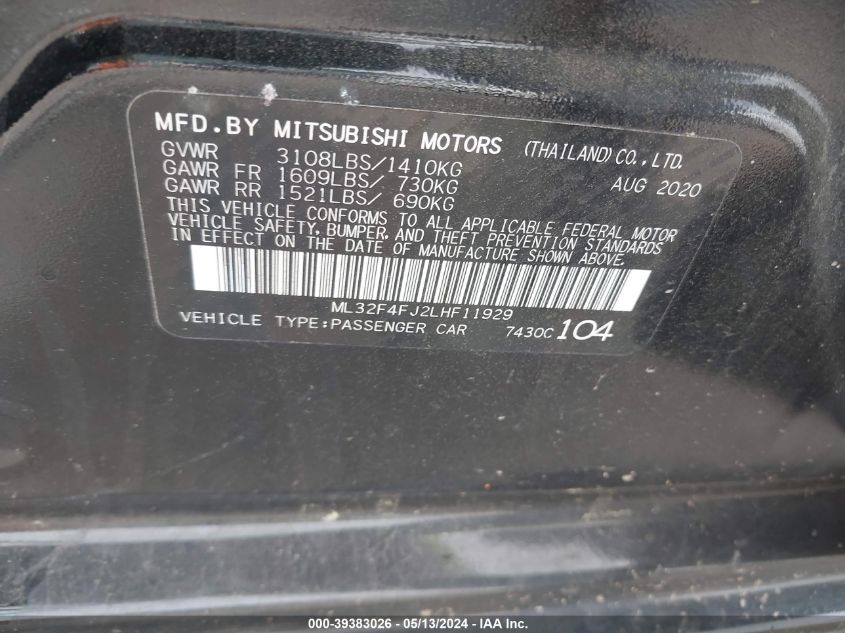 MFD.BY MITSUBISHI MOTORS (THAILAND)CO.,LTD.
GVWR 3108LBS/1410KG AUG 2020
GAWR FR 1609LBS/ 730KG
GAWR RR 1521LBS/ 690KG
THIS VEHICLE CONFORMS TO ALL APPLICABLE FEDERAL MOTOR
VEHICLE SAFETY, BUMPER, AND THEFT PREVENTION STANDARDS
IN EFFECT ON THE DATE OF MANUFACTURE SHOWN ABOVE.
ML32F4FJ2LHF11929
VEHICLE TYPE:PASSENGER CAR 7430C 104
000-39383026 - 05/13/2024 - IAA Inc.